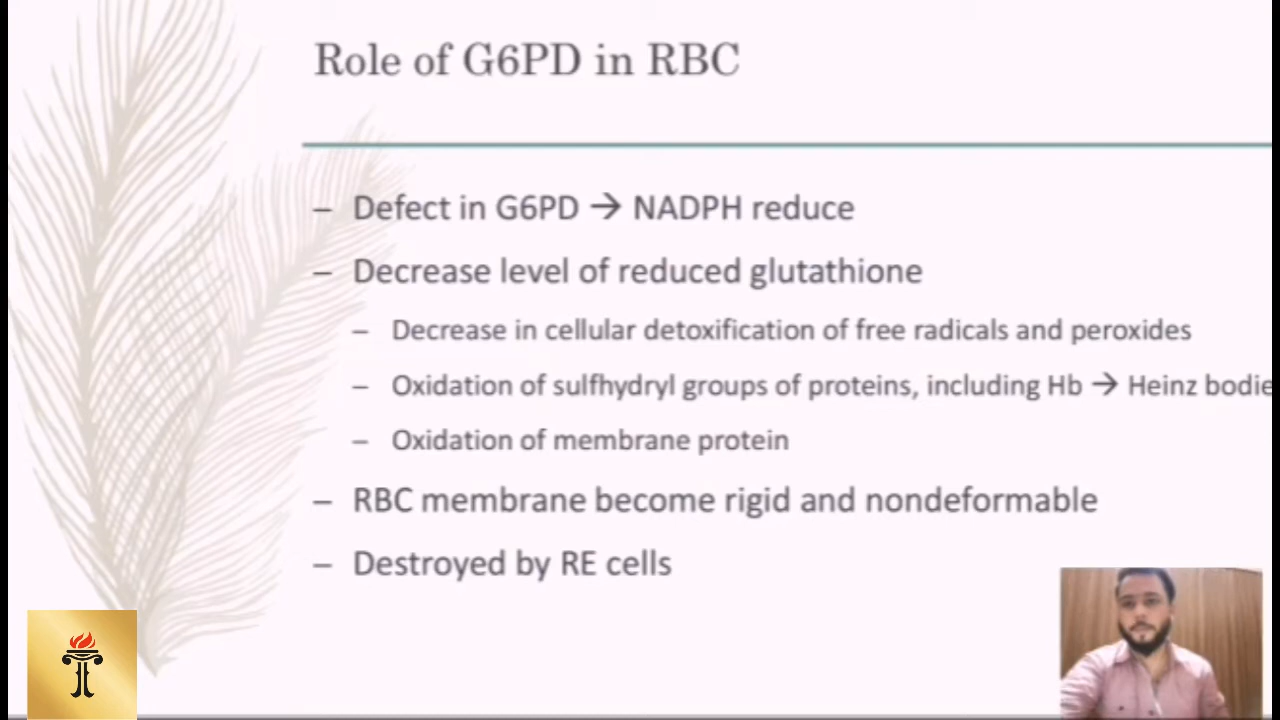 Role of G6PD in RBC
– Defect in G6PD → NADPH reduce
– Decrease level of reduced glutathione
– Decrease in cellular detoxification of free radicals and peroxides
– Oxidation of sulfhydryl groups of proteins, including Hb → Heinz bodie
– Oxidation of membrane protein
– RBC membrane become rigid and nondeformable
– Destroyed by RE cells